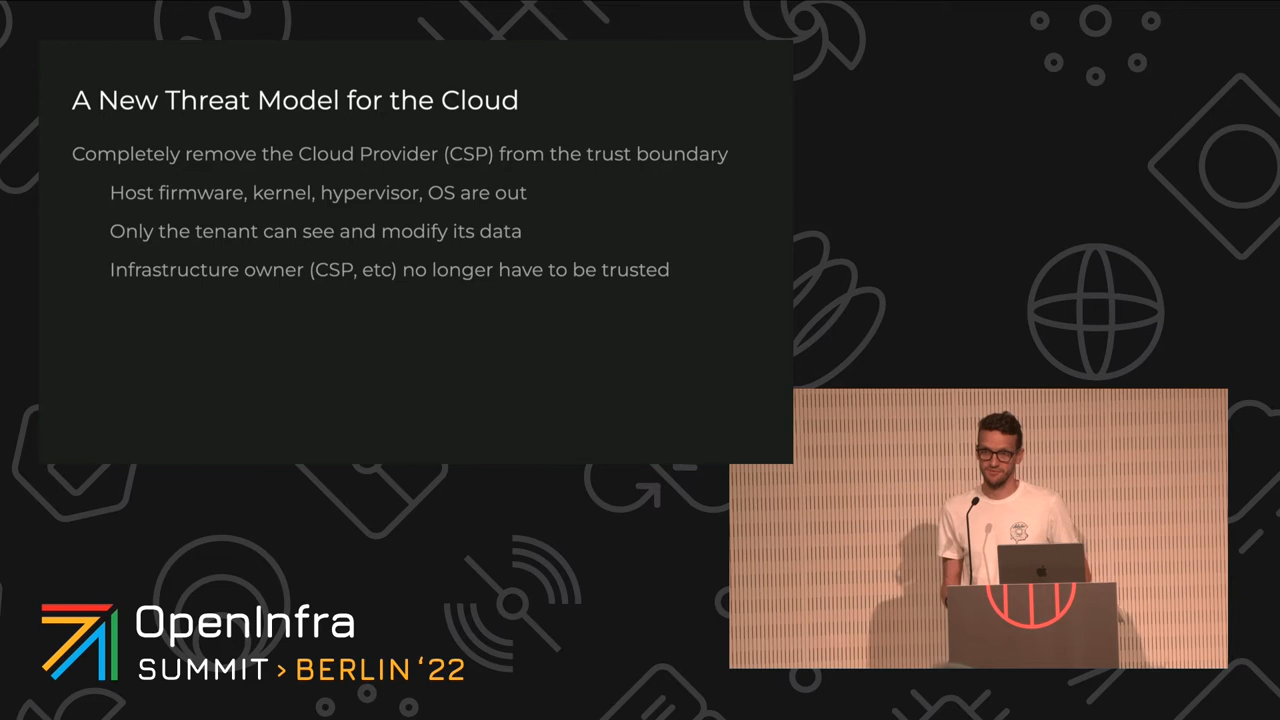 A New Threat Model for the Cloud
Completely remove the Cloud Provider (CSP) from the trust boundary
Host firmware, kernel, hypervisor, OS are out
Only the tenant can see and modify its data
Infrastructure owner (CSP, etc) no longer have to be trusted
OpenInfra
SUMMIT > BERLIN ‘22